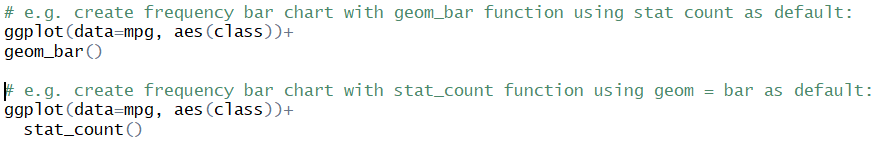 # e.g. create frequency bar chart with geom_bar function using stat count as default:
ggplot(data=mpg, aes(class))+
geom_bar()
# e.g. create frequency bar chart with stat_count function using geom = bar as default:
ggplot(data=mpg, aes(class))+
  stat_count()